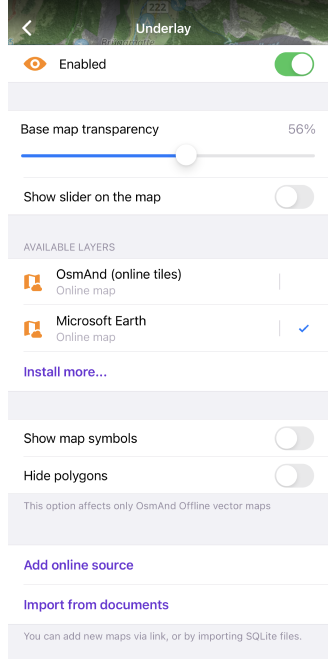 222
Underlay
Enabled
Base map transparency 56%
Show slider on the map
AVAILABLE LAYERS
OsmAnd (online tiles)
Online map
Microsoft Earth
Online map
Install more...
Show map symbols
Hide polygons
This option affects only OsmAnd Offline vector maps
Add online source
Import from documents
You can add new maps via link, or by importing SQLite files.